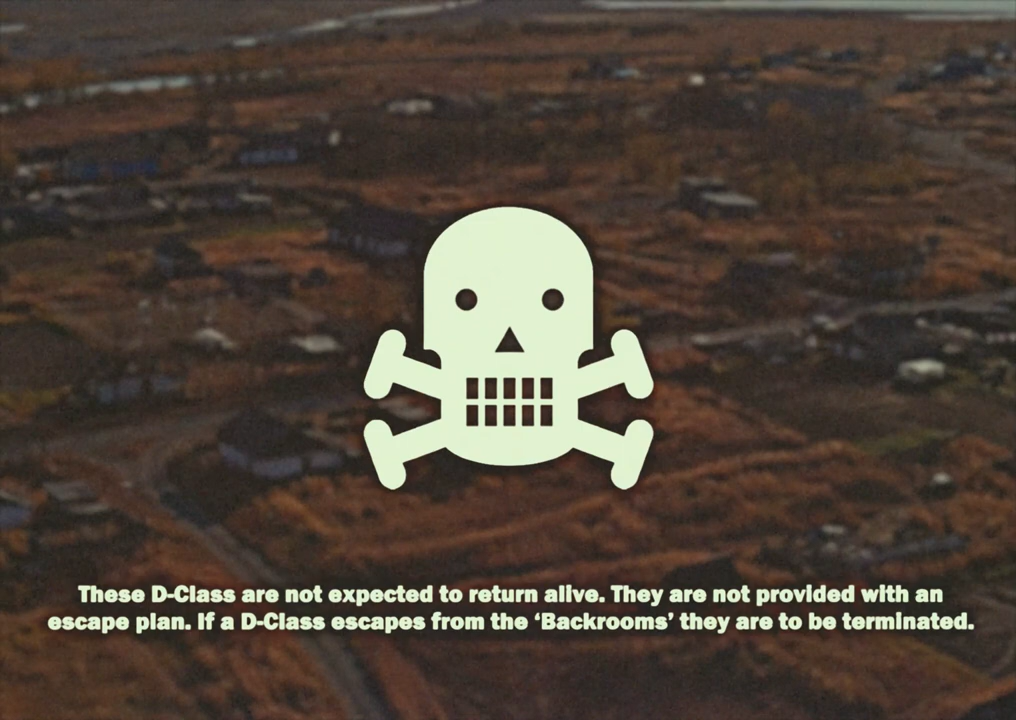 These D-Class are not expected to return alive. They are not provided with an
escape plan. If a D-Class escapes from the ‘Backrooms’ they are to be terminated.